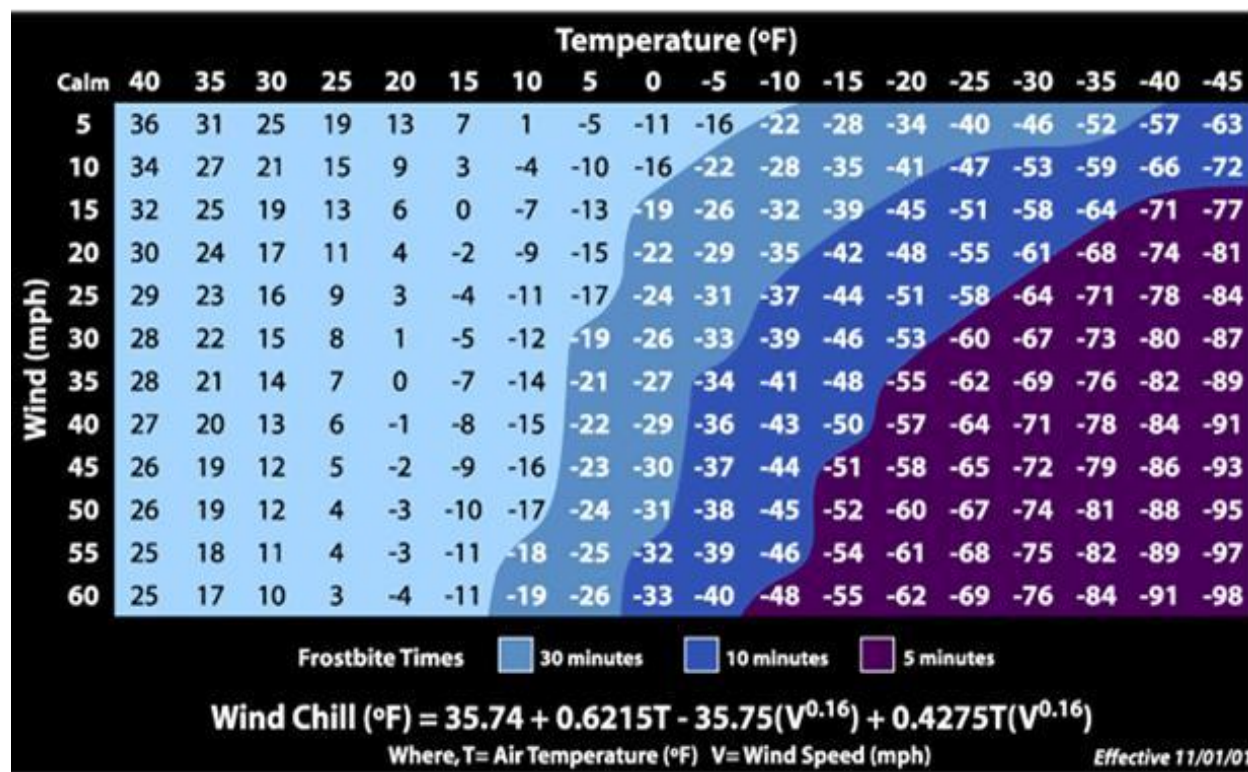 Temperature (ºF)
Calm 40 35 30 25 20 15 10 5 0 -5 -10 -15 -20 -25 -30 -35 -40 -45
5 36 31 25 19 13 7 1 -5 -11 -16 -22 -28 -34 -40 -46 -52 -57 -63
10 34 27 21 15 9 3 -4 -10 -16 -22 -28 -35 -41 -47 -53 -59 -66 -72
15 32 25 19 13 6 0 -7 -13 -19 -26 -32 -39 -45 -51 -58 -64 -71 -77
20 30 24 17 11 4 -2 -9 -15 -22 -29 -35 -42 -48 -55 -61 -68 -74 -81
25 29 23 16 9 3 -4 -11 -17 -24 -31 -37 -44 -51 -58 -64 -71 -78 -84
30 28 22 15 8 1 -5 -12 -19 -26 -33 -39 -46 -53 -60 -67 -73 -80 -87
35 28 21 14 7 0 -7 -14 -21 -27 -34 -41 -48 -55 -62 -69 -76 -82 -89
40 27 20 13 6 -1 -8 -15 -22 -29 -36 -43 -50 -57 -64 -71 -78 -84 -91
45 26 19 12 5 -2 -9 -16 -23 -30 -37 -44 -51 -58 -65 -72 -79 -86 -93
50 26 19 12 4 -3 -10 -17 -24 -31 -38 -45 -52 -60 -67 -74 -81 -88 -95
55 25 18 11 4 -3 -11 -18 -25 -32 -39 -46 -54 -61 -68 -75 -82 -89 -97
60 25 17 10 3 -4 -11 -19 -26 -33 -40 -48 -55 -62 -69 -76 -84 -91 -98
Wind (mph)
Frostbite Times 30 minutes 10 minutes 5 minutes
Wind Chill (ºF) = 35.74 + 0.6215T - 35.75(V^0.16) + 0.4275T(V^0.16)
Where, T= Air Temperature (ºF) V= Wind Speed (mph) Effective 11/01/01